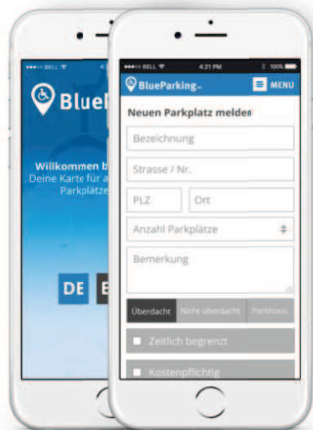 BELL
Blue
Willkommen b
Deine Karte für a
Parkplätze
DE E
BELL 4:21 PM 100%
BlueParking MENU
Neuen Parkplatz melden
Bezeichnung
Strasse / Nr.
PLZ Ort
Anzahl Parkplätze
Bemerkung
Überdacht Nicht überdacht Parkhaus
Zeitlich begrenzt
Kostenpflichtig